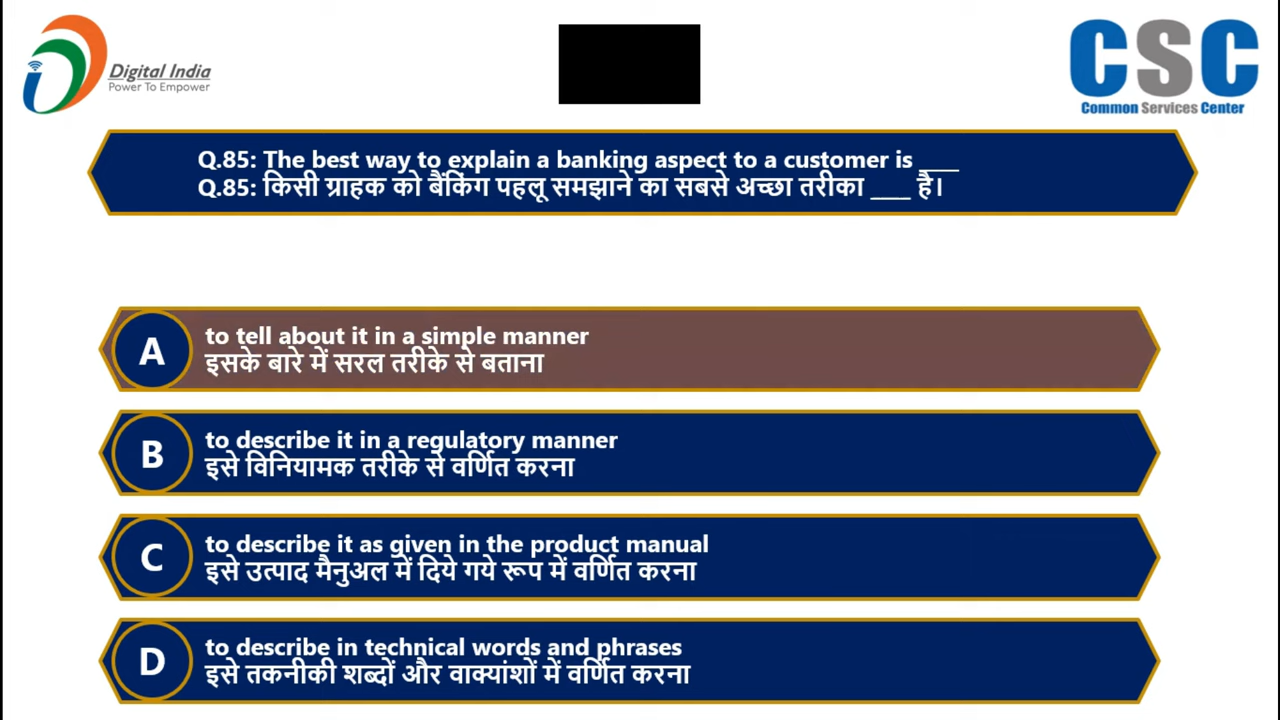 Digital India
Power To Empower
CSC
Common Services Center
Q.85: The best way to explain a banking aspect to a customer is ___
Q.85: किसी ग्राहक को बैंकिंग पहलू समझाने का सबसे अच्छा तरीका ___ है।
A
to tell about it in a simple manner
इसके बारे में सरल तरीके से बताना
B
to describe it in a regulatory manner
इसे विनियामक तरीके से वर्णित करना
C
to describe it as given in the product manual
इसे उत्पाद मैनुअल में दिये गये रूप में वर्णित करना
D
to describe in technical words and phrases
इसे तकनीकी शब्दों और वाक्यांशों में वर्णित करना